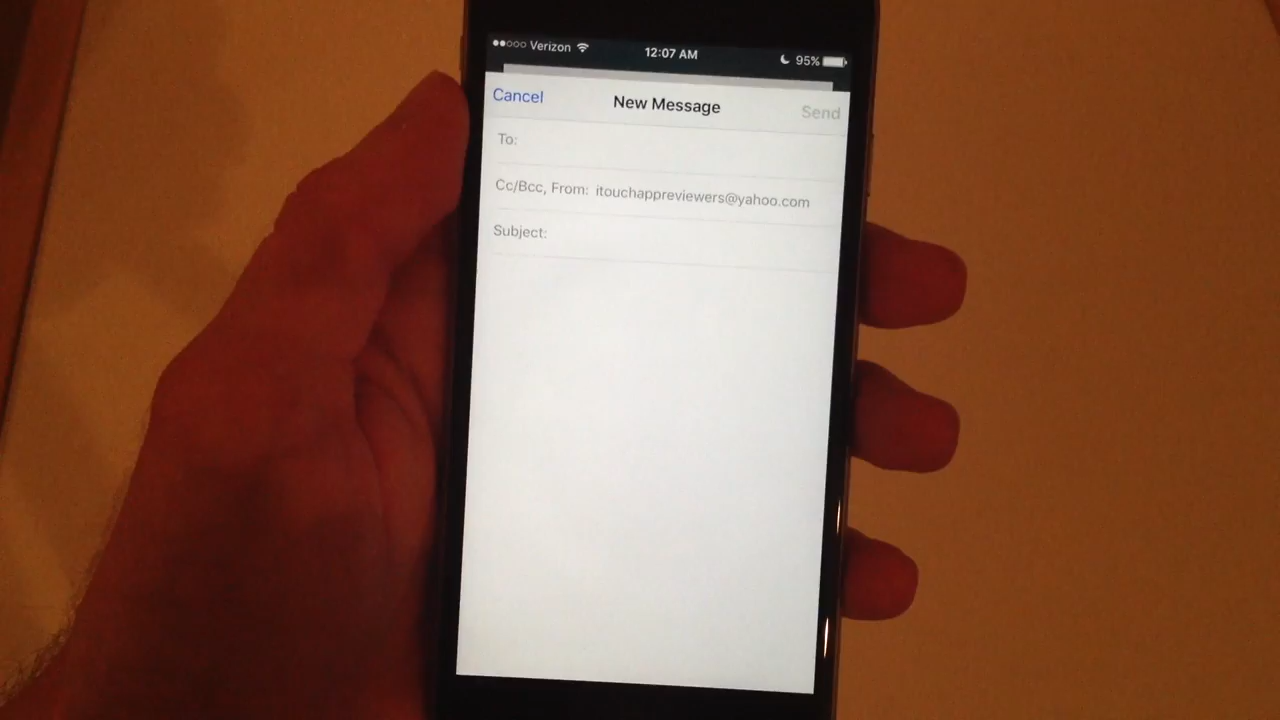 Verizon 12:07 AM 95%
Cancel New Message Send
To:
Cc/Bcc, From: itouchappreviewers@yahoo.com
Subject: